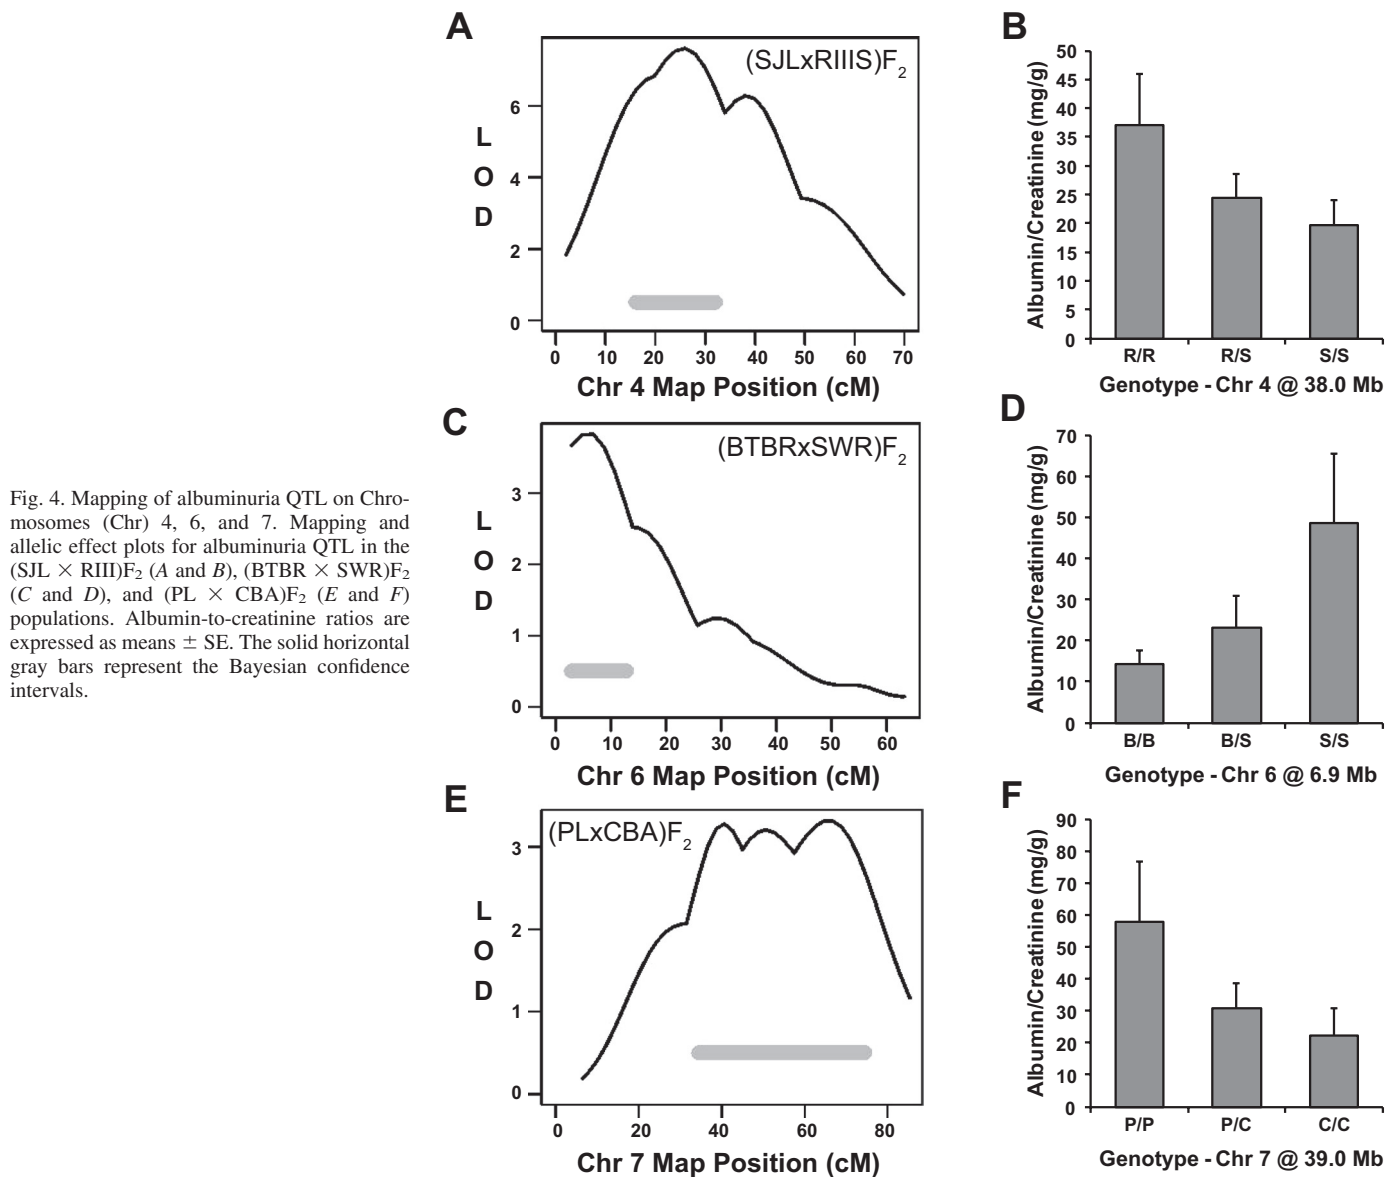 Fig. 4. Mapping of albuminuria QTL on Chro-
mosomes (Chr) 4, 6, and 7. Mapping and
allelic effect plots for albuminuria QTL in the
(SJL × RIII)F2 (A and B), (BTBR × SWR)F2
(C and D), and (PL × CBA)F2 (E and F)
populations. Albumin-to-creatinine ratios are
expressed as means ± SE. The solid horizontal
gray bars represent the Bayesian confidence
intervals.
A
(SJLxRIIIS)F2
L
O
D
6
4
2
0
0 10 20 30 40 50 60 70
Chr 4 Map Position (cM)
B
Albumin/Creatinine (mg/g)
50
45
40
35
30
25
20
15
10
5
0
R/R R/S S/S
Genotype - Chr 4 @ 38.0 Mb
C
(BTBRxSWR)F2
L
O
D
3
2
1
0
0 10 20 30 40 50 60
Chr 6 Map Position (cM)
D
Albumin/Creatinine (mg/g)
70
60
50
40
30
20
10
0
B/B B/S S/S
Genotype - Chr 6 @ 6.9 Mb
E
(PLxCBA)F2
L
O
D
3
2
1
0
0 20 40 60 80
Chr 7 Map Position (cM)
F
Albumin/Creatinine (mg/g)
90
80
70
60
50
40
30
20
10
0
P/P P/C C/C
Genotype - Chr 7 @ 39.0 Mb